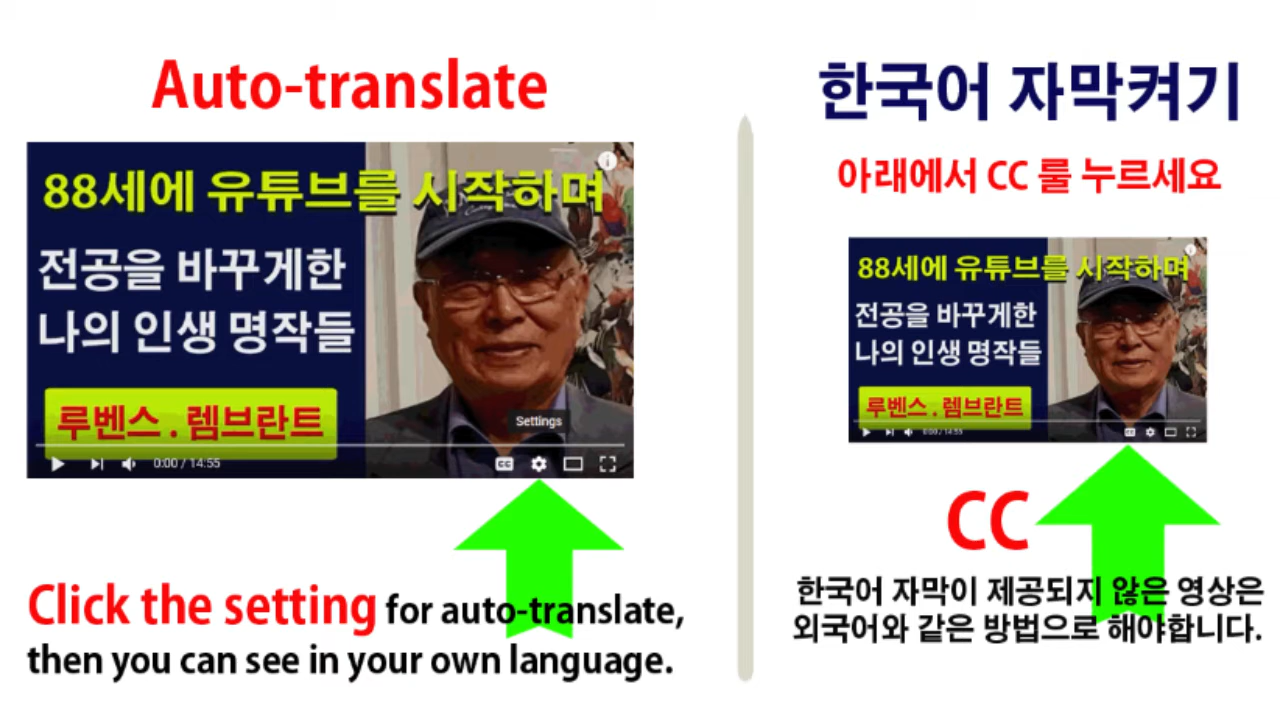 Auto-translate
88세에 유튜브를 시작하며
전공을 바꾸게한
나의 인생 명작들
루벤스 . 렘브란트
Settings
0:00 / 14:55
CC
Click the setting for auto-translate,
then you can see in your own language.
한국어 자막켜기
아래에서 CC 룰 누르세요
88세에 유튜브를 시작하며
전공을 바꾸게한
나의 인생 명작들
루벤스 . 렘브란트
0:00 / 14:55
CC
CC
한국어 자막이 제공되지 않은 영상은
외국어와 같은 방법으로 해야합니다.